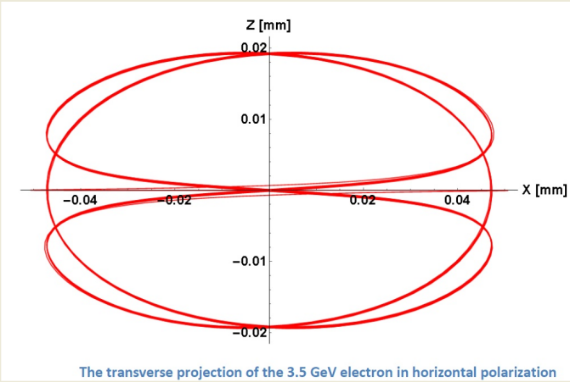 Z [mm]
0.02
0.01
X [mm]
-0.04
-0.02
0.02
0.04
-0.01
-0.02
The transverse projection of the 3.5 GeV electron in horizontal polarization